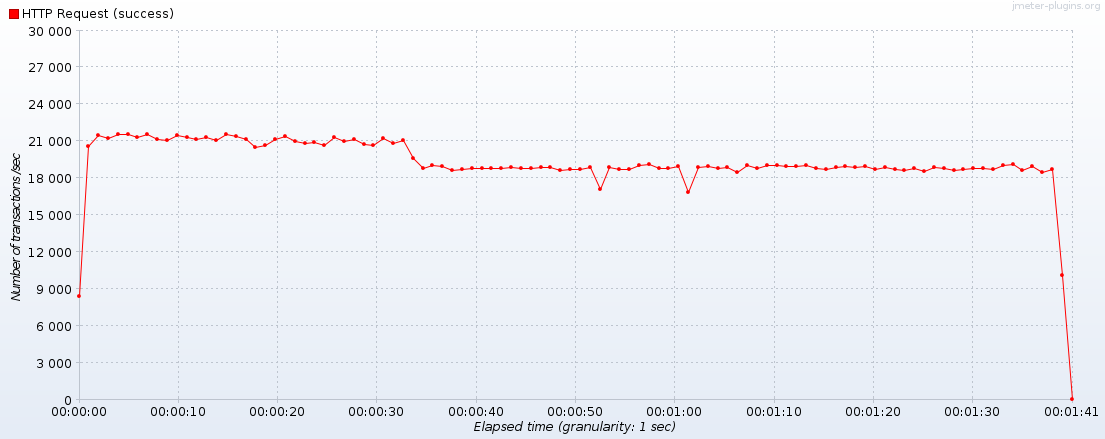 jmeter-plugins.org
HTTP Request (success)
30 000
27 000
24 000
21 000
18 000
15 000
12 000
9 000
6 000
3 000
0
Number of transactions /sec
00:00:00 00:00:10 00:00:20 00:00:30 00:00:40 00:00:50 00:01:00 00:01:10 00:01:20 00:01:30 00:01:41
Elapsed time (granularity: 1 sec)